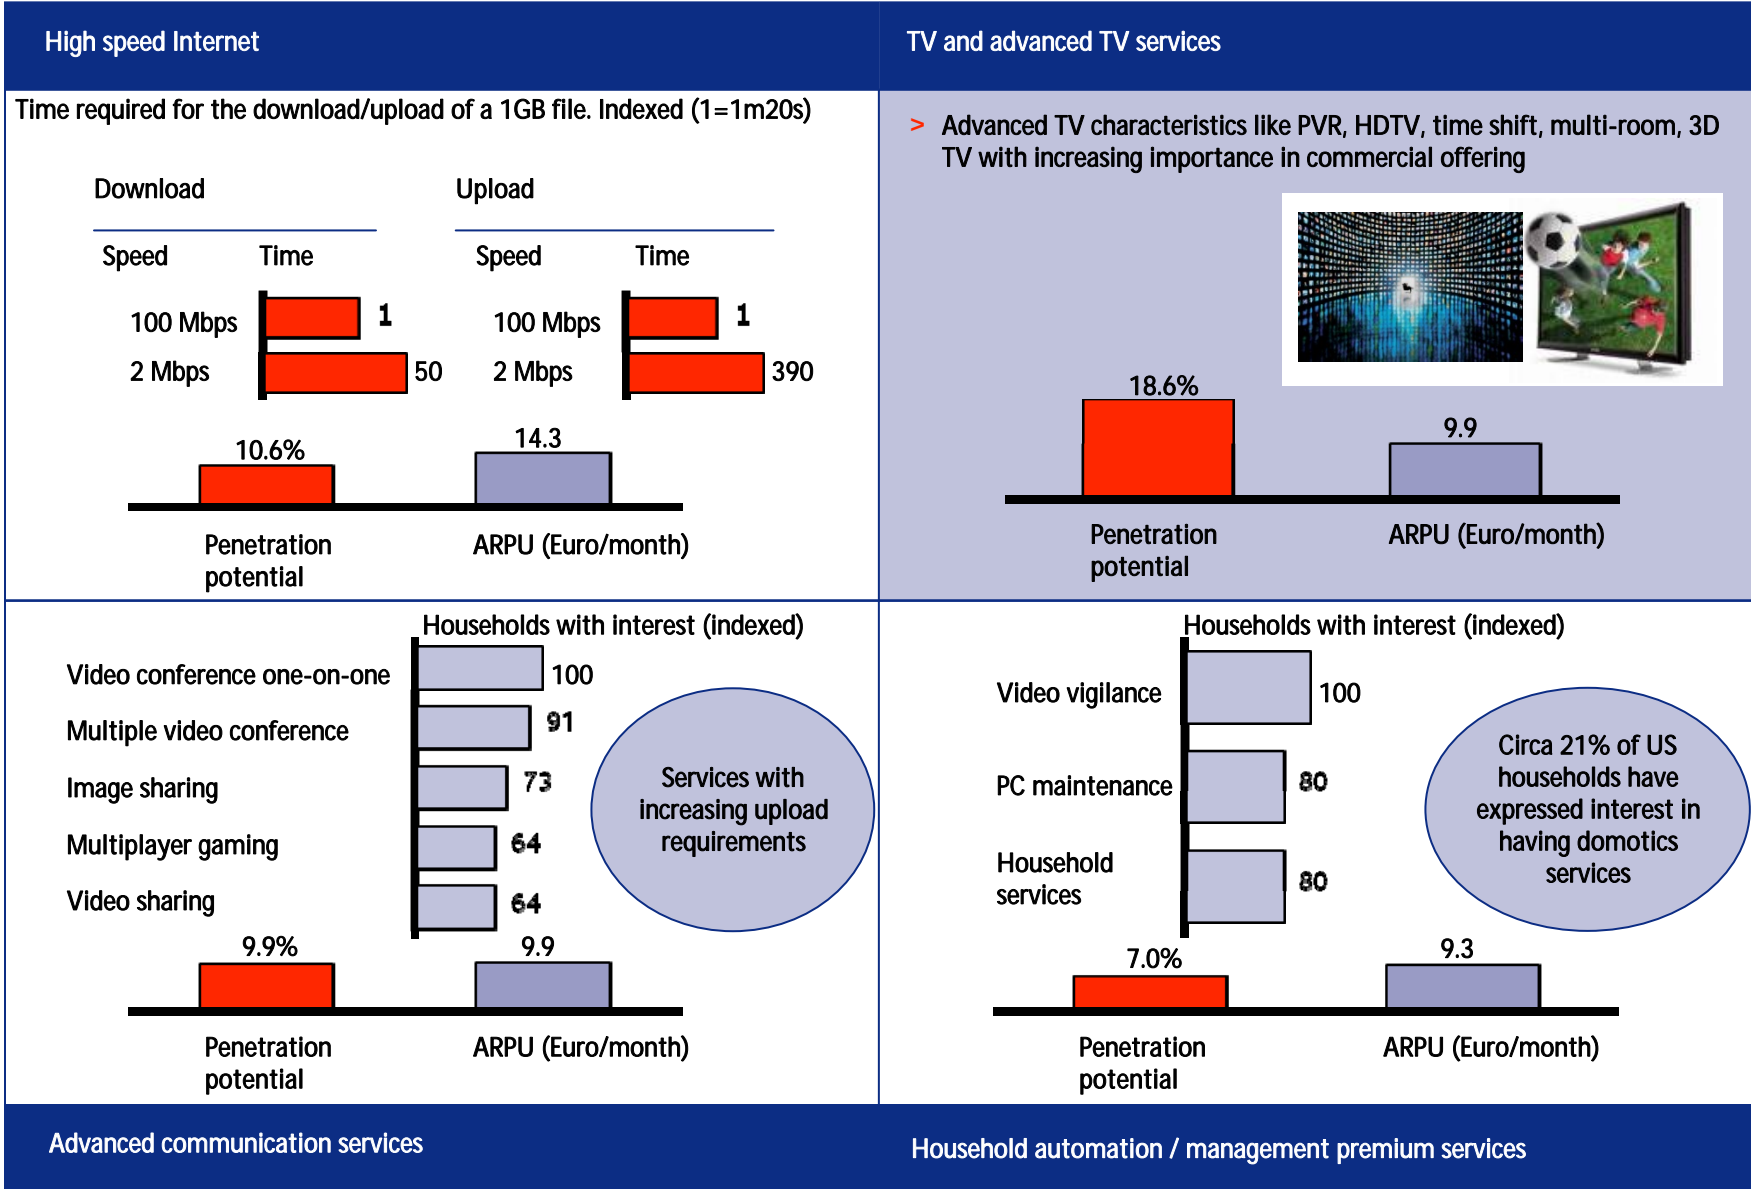 High speed Internet
Time required for the download/upload of a 1GB file. Indexed (1=1m20s)
Download
Upload
Speed Time
Speed Time
100 Mbps 1
100 Mbps 1
2 Mbps 50
2 Mbps 390
10.6%
14.3
Penetration
potential
ARPU (Euro/month)
TV and advanced TV services
> Advanced TV characteristics like PVR, HDTV, time shift, multi-room, 3D
TV with increasing importance in commercial offering
18.6%
9.9
Penetration
potential
ARPU (Euro/month)
Households with interest (indexed)
Video conference one-on-one 100
Multiple video conference 91
Image sharing 73
Multiplayer gaming 64
Video sharing 64
Services with
increasing upload
requirements
9.9%
9.9
Penetration
potential
ARPU (Euro/month)
Advanced communication services
Households with interest (indexed)
Video vigilance 100
PC maintenance 80
Household
services
80
Circa 21% of US
households have
expressed interest in
having domotics
services
7.0%
9.3
Penetration
potential
ARPU (Euro/month)
Household automation / management premium services